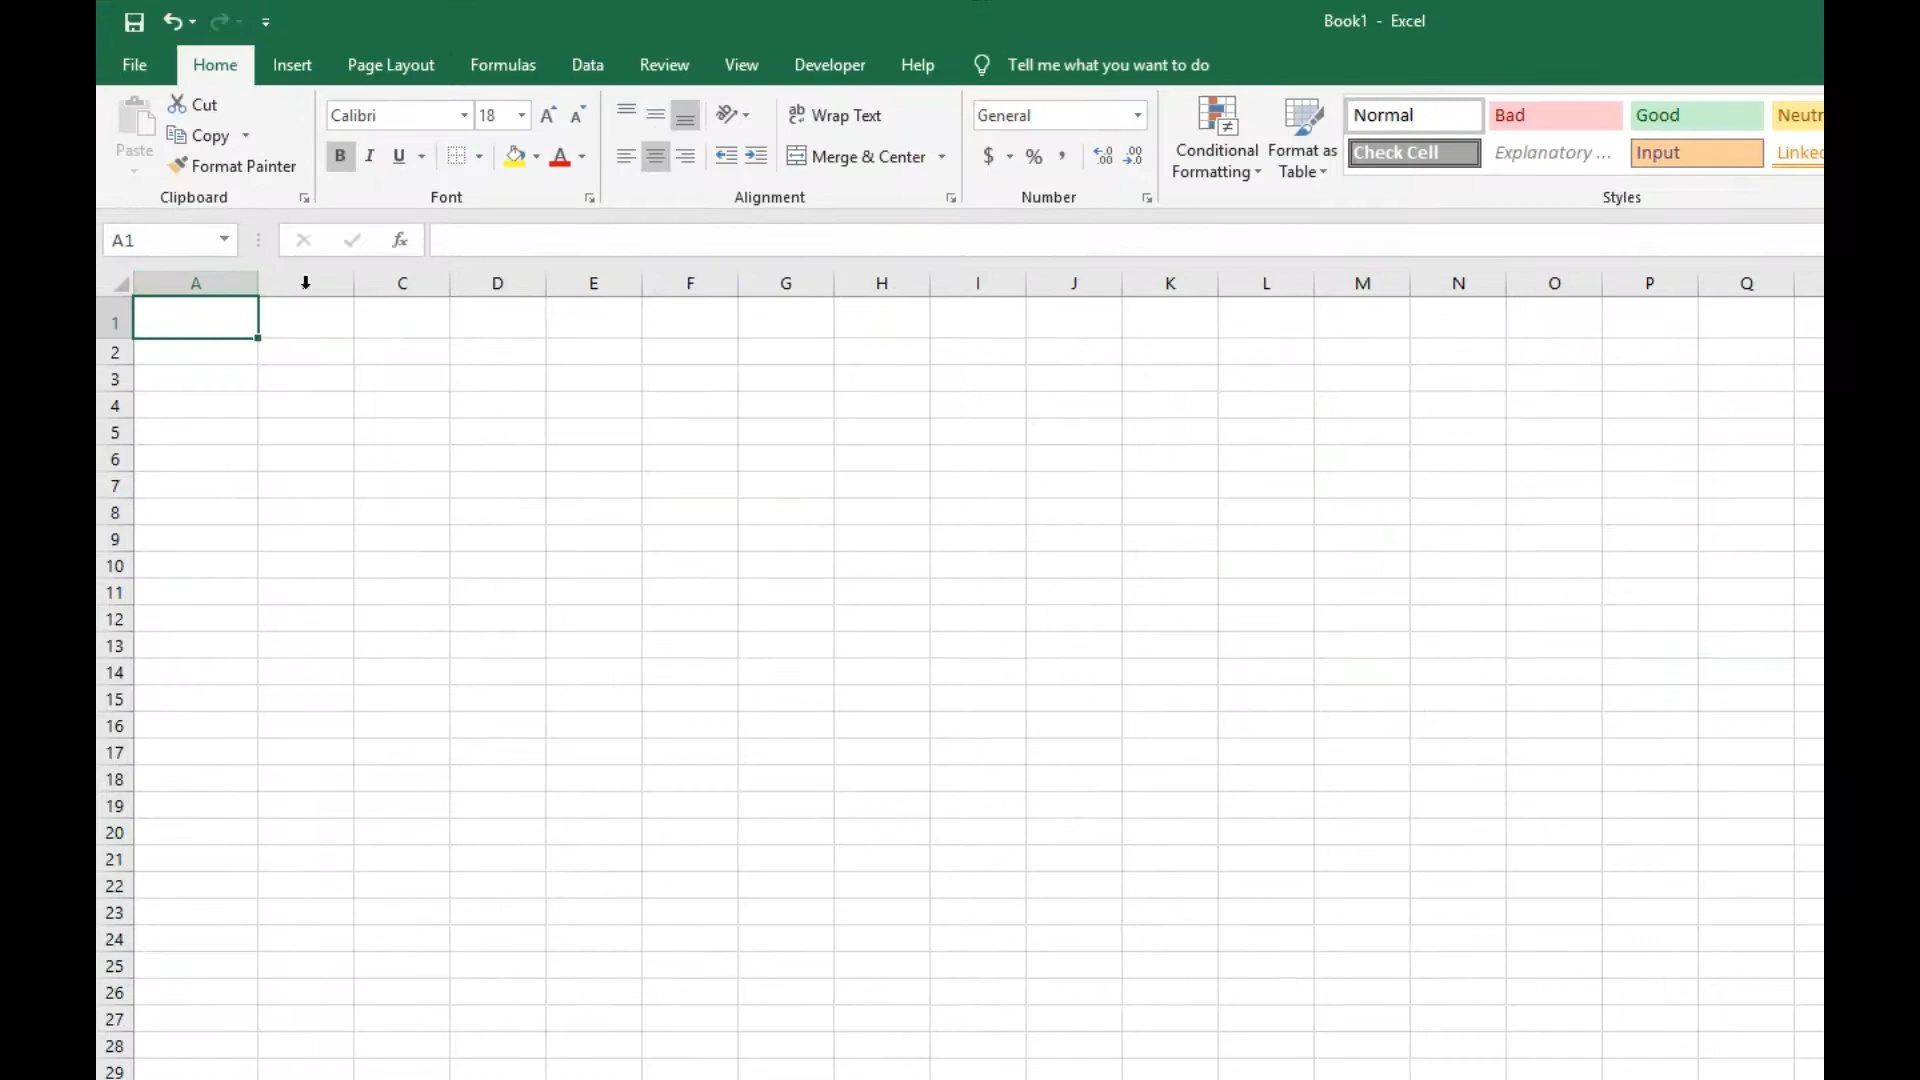 Book1 - Excel
File Home Insert Page Layout Formulas Data Review View Developer Help Tell me what you want to do
Cut
Copy
Paste
Format Painter
Clipboard
Calibri 18 A A
B I U A
Font
ab Wrap Text
Merge & Center
Alignment
General
$ % ,
Number
Conditional Formatting
Format as Table
Normal Bad Good Neutr
Check Cell Explanatory ... Input Linke
Styles
A1 fx
A C D E F G H I J K L M N O P Q
1
2
3
4
5
6
7
8
9
10
11
12
13
14
15
16
17
18
19
20
21
22
23
24
25
26
27
28
29